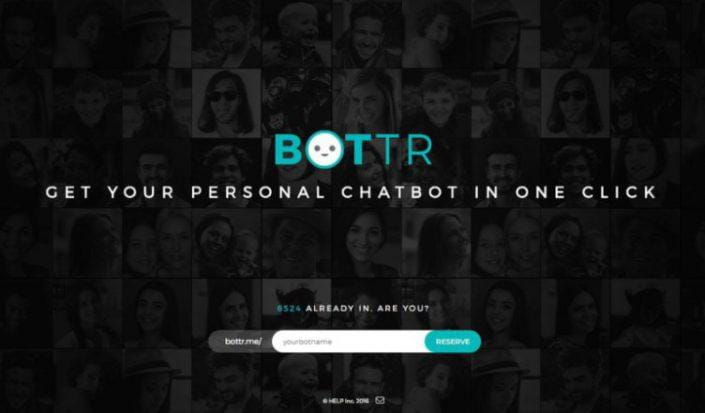 BOTTR
GET YOUR PERSONAL CHATBOT IN ONE CLICK
6524 ALREADY IN. ARE YOU?
bottr.me/ yourbotname RESERVE
© HELP Inc. 2016